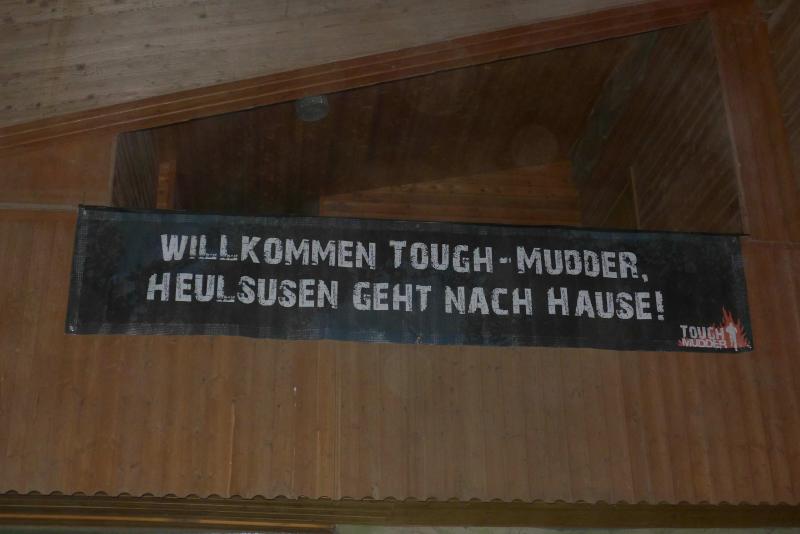 WILLKOMMEN TOUGH-MUDDER,
HEULSUSEN GEHT NACH HAUSE!
TOUGH
MUDDER